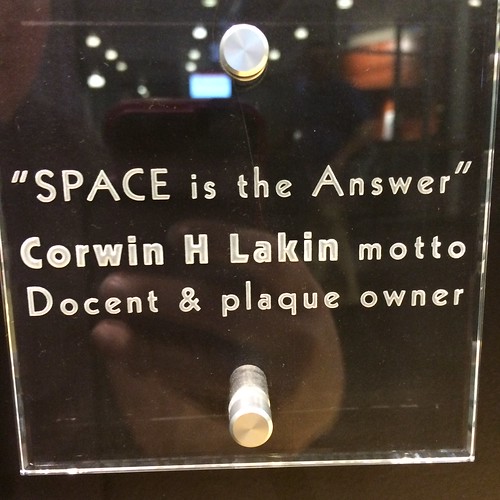 "SPACE is the Answer"
Corwin H Lakin motto
Docent & plaque owner